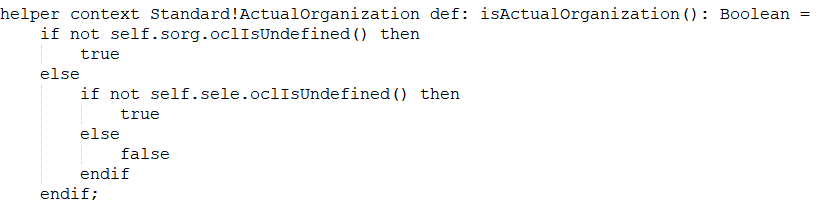 helper context Standard!ActualOrganization def: isActualOrganization(): Boolean =
    if not self.sorg.oclIsUndefined() then
        true
    else
        if not self.sele.oclIsUndefined() then
            true
        else
            false
        endif
    endif;